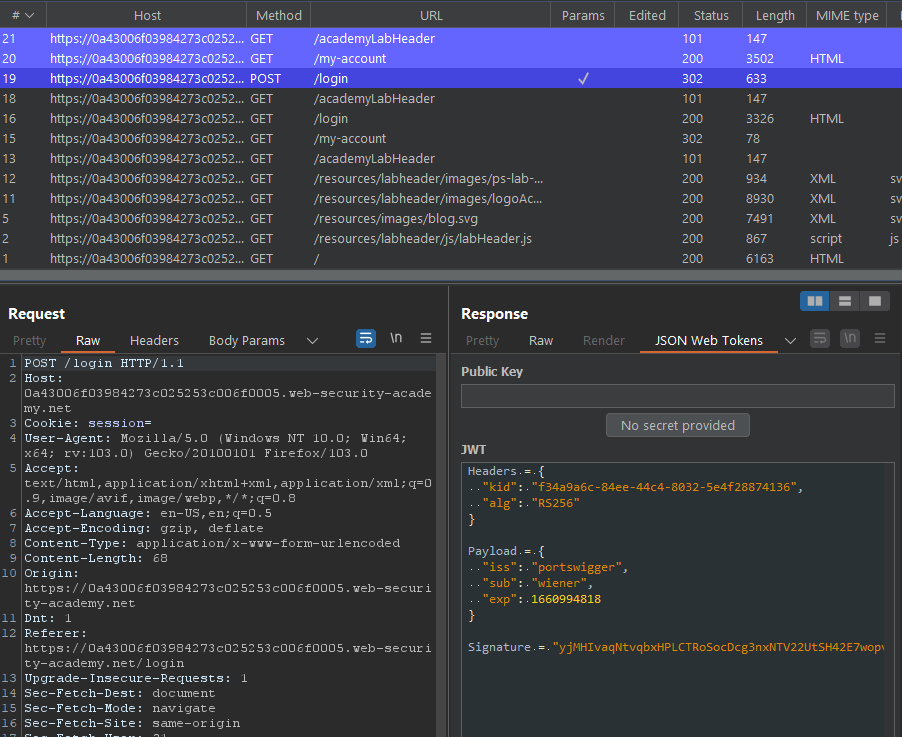 # Host Method URL Params Edited Status Length MIME type
21 https://0a43006f03984273c0252... GET /academyLabHeader 101 147
20 https://0a43006f03984273c0252... GET /my-account 200 3502 HTML
19 https://0a43006f03984273c0252... POST /login ✓ 302 633
18 https://0a43006f03984273c0252... GET /academyLabHeader 101 147
16 https://0a43006f03984273c0252... GET /login 200 3326 HTML
15 https://0a43006f03984273c0252... GET /my-account 302 78
13 https://0a43006f03984273c0252... GET /academyLabHeader 101 147
12 https://0a43006f03984273c0252... GET /resources/labheader/images/ps-lab-... 200 934 XML sv
11 https://0a43006f03984273c0252... GET /resources/labheader/images/logoAc... 200 8930 XML sv
5 https://0a43006f03984273c0252... GET /resources/images/blog.svg 200 7491 XML sv
2 https://0a43006f03984273c0252... GET /resources/labheader/js/labHeader.js 200 867 script js
1 https://0a43006f03984273c0252... GET / 200 6163 HTML
Request
Pretty Raw Headers Body Params \n
1 POST /login HTTP/1.1
2 Host:
0a43006f03984273c025253c006f0005.web-security-acade
my.net
3 Cookie: session=
4 User-Agent: Mozilla/5.0 (Windows NT 10.0; Win64;
x64; rv:103.0) Gecko/20100101 Firefox/103.0
5 Accept:
text/html,application/xhtml+xml,application/xml;q=0
.9,image/avif,image/webp,*/*;q=0.8
6 Accept-Language: en-US,en;q=0.5
7 Accept-Encoding: gzip, deflate
8 Content-Type: application/x-www-form-urlencoded
9 Content-Length: 68
10 Origin:
https://0a43006f03984273c025253c006f0005.web-securi
ty-academy.net
11 Dnt: 1
12 Referer:
https://0a43006f03984273c025253c006f0005.web-securi
ty-academy.net/login
13 Upgrade-Insecure-Requests: 1
14 Sec-Fetch-Dest: document
15 Sec-Fetch-Mode: navigate
16 Sec-Fetch-Site: same-origin
Response
Pretty Raw Render JSON Web Tokens \n
Public Key
No secret provided
JWT
Headers = {
"kid": "f34a9a6c-84ee-44c4-8032-5e4f28874136",
"alg": "RS256"
}
Payload = {
"iss": "portswigger",
"sub": "wiener",
"exp": 1660994818
}
Signature = "yjMHIvaqNtvqbxHPLCTRoSocDcg3nxNTV22UtSH42E7wopv